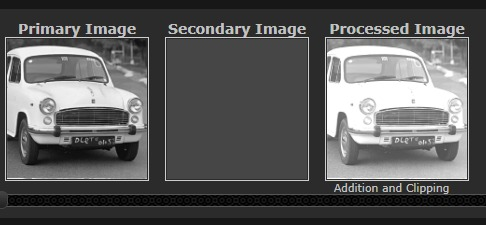 Primary Image Secondary Image Processed Image
Addition and Clipping